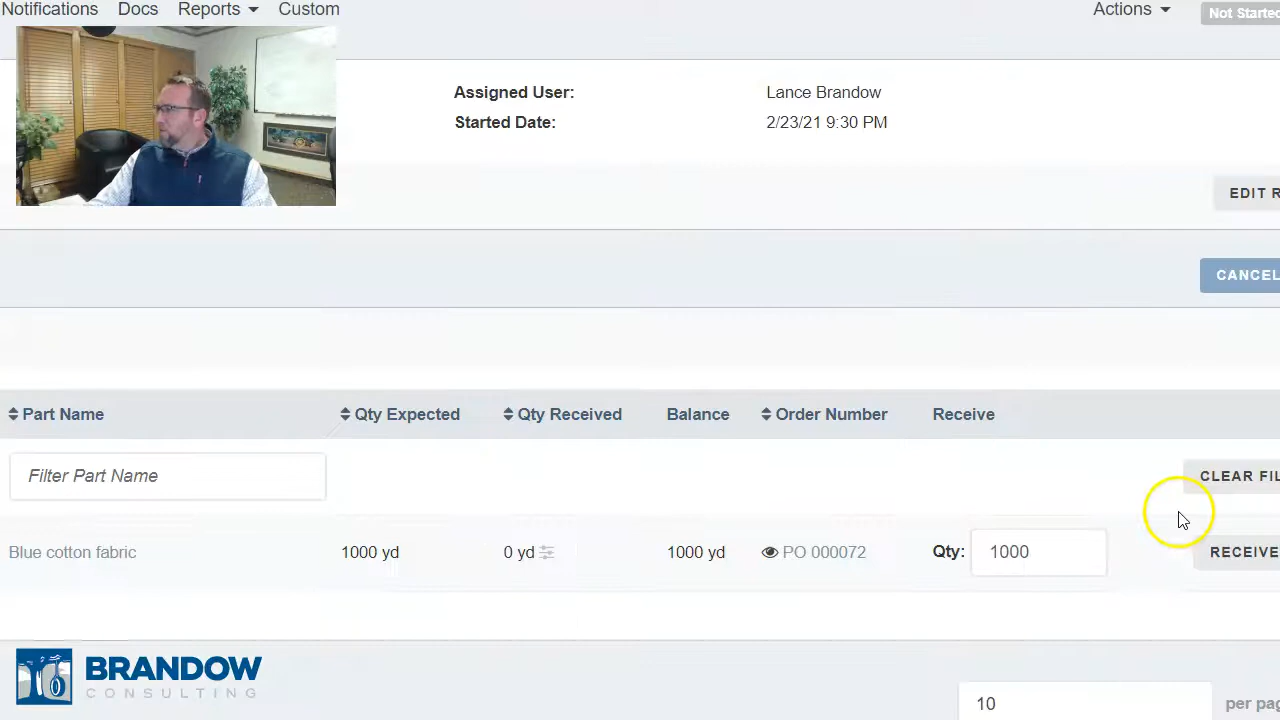 Notifications Docs Reports Custom Actions Not Starte
Assigned User: Lance Brandow
Started Date: 2/23/21 9:30 PM
EDIT R
CANCEL
Part Name Qty Expected Qty Received Balance Order Number Receive
Filter Part Name CLEAR FIL
Blue cotton fabric 1000 yd 0 yd 1000 yd PO 000072 Qty: 1000 RECEIVE
BRANDOW
CONSULTING
10 per pag